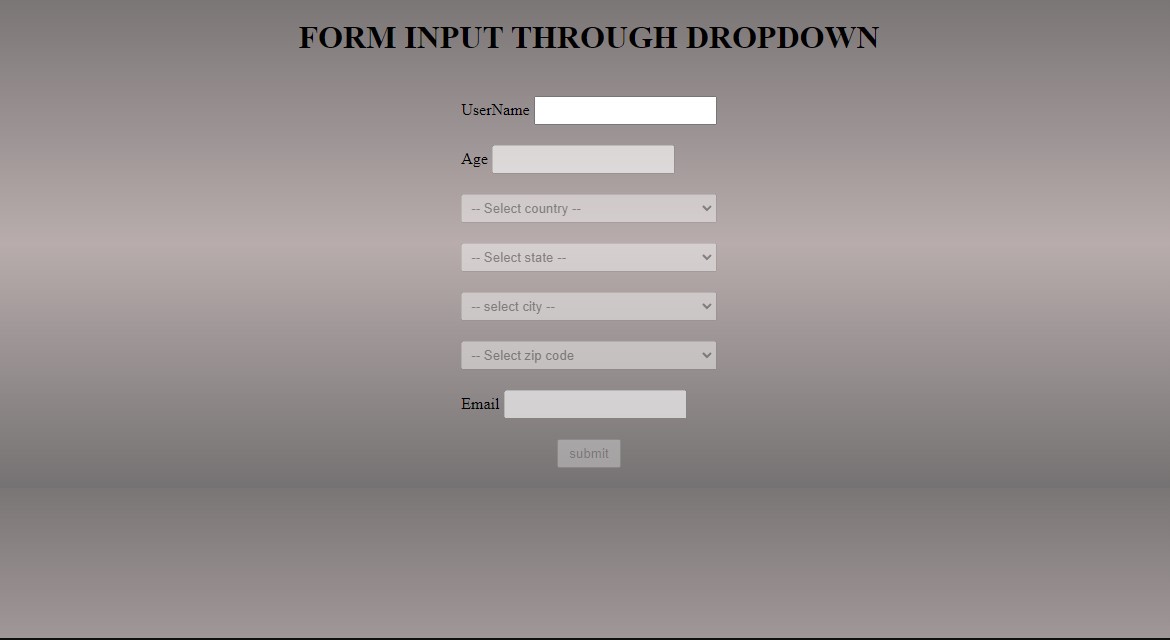 FORM INPUT THROUGH DROPDOWN
UserName
Age
-- Select country --
-- Select state --
-- select city --
-- Select zip code
Email
submit